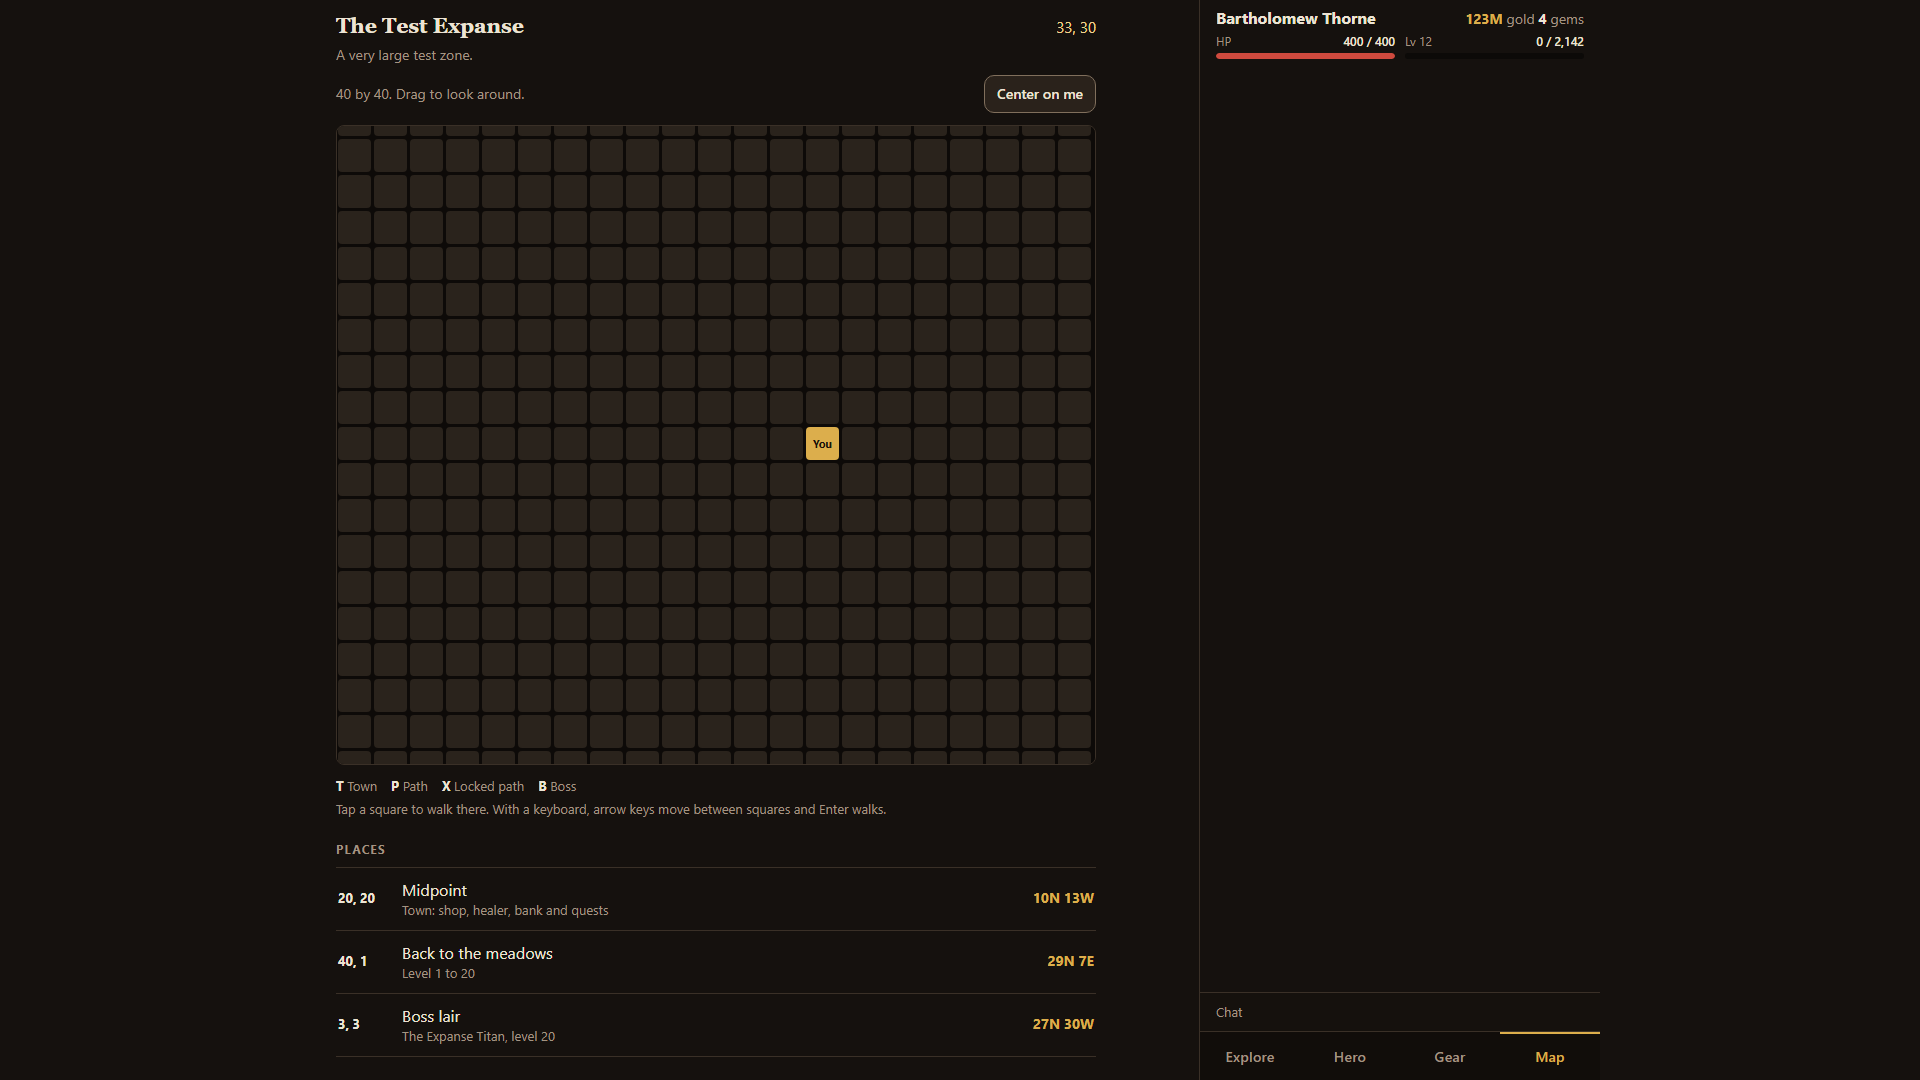 The Test Expanse
33, 30
A very large test zone.
40 by 40. Drag to look around.
Center on me
You
T Town P Path X Locked path B Boss
Tap a square to walk there. With a keyboard, arrow keys move between squares and Enter walks.
PLACES
20, 20
Midpoint
Town: shop, healer, bank and quests
10N 13W
40, 1
Back to the meadows
Level 1 to 20
29N 7E
3, 3
Boss lair
The Expanse Titan, level 20
27N 30W
Bartholomew Thorne
123M gold 4 gems
HP 400 / 400
Lv 12 0 / 2,142
Chat
Explore
Hero
Gear
Map